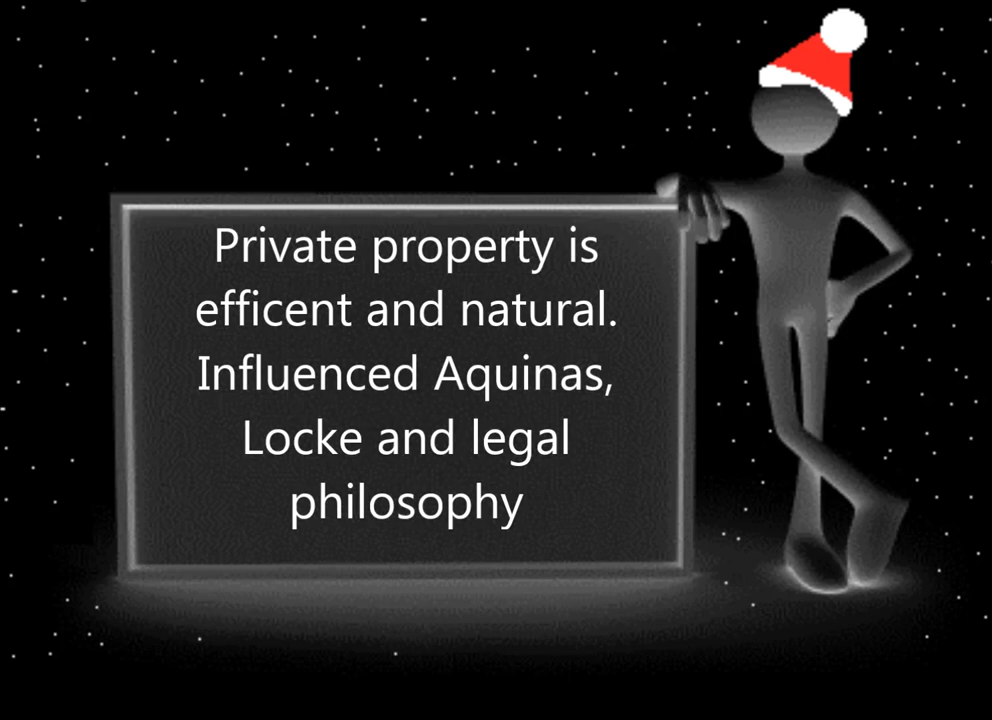 Private property is
efficent and natural.
Influenced Aquinas,
Locke and legal
philosophy